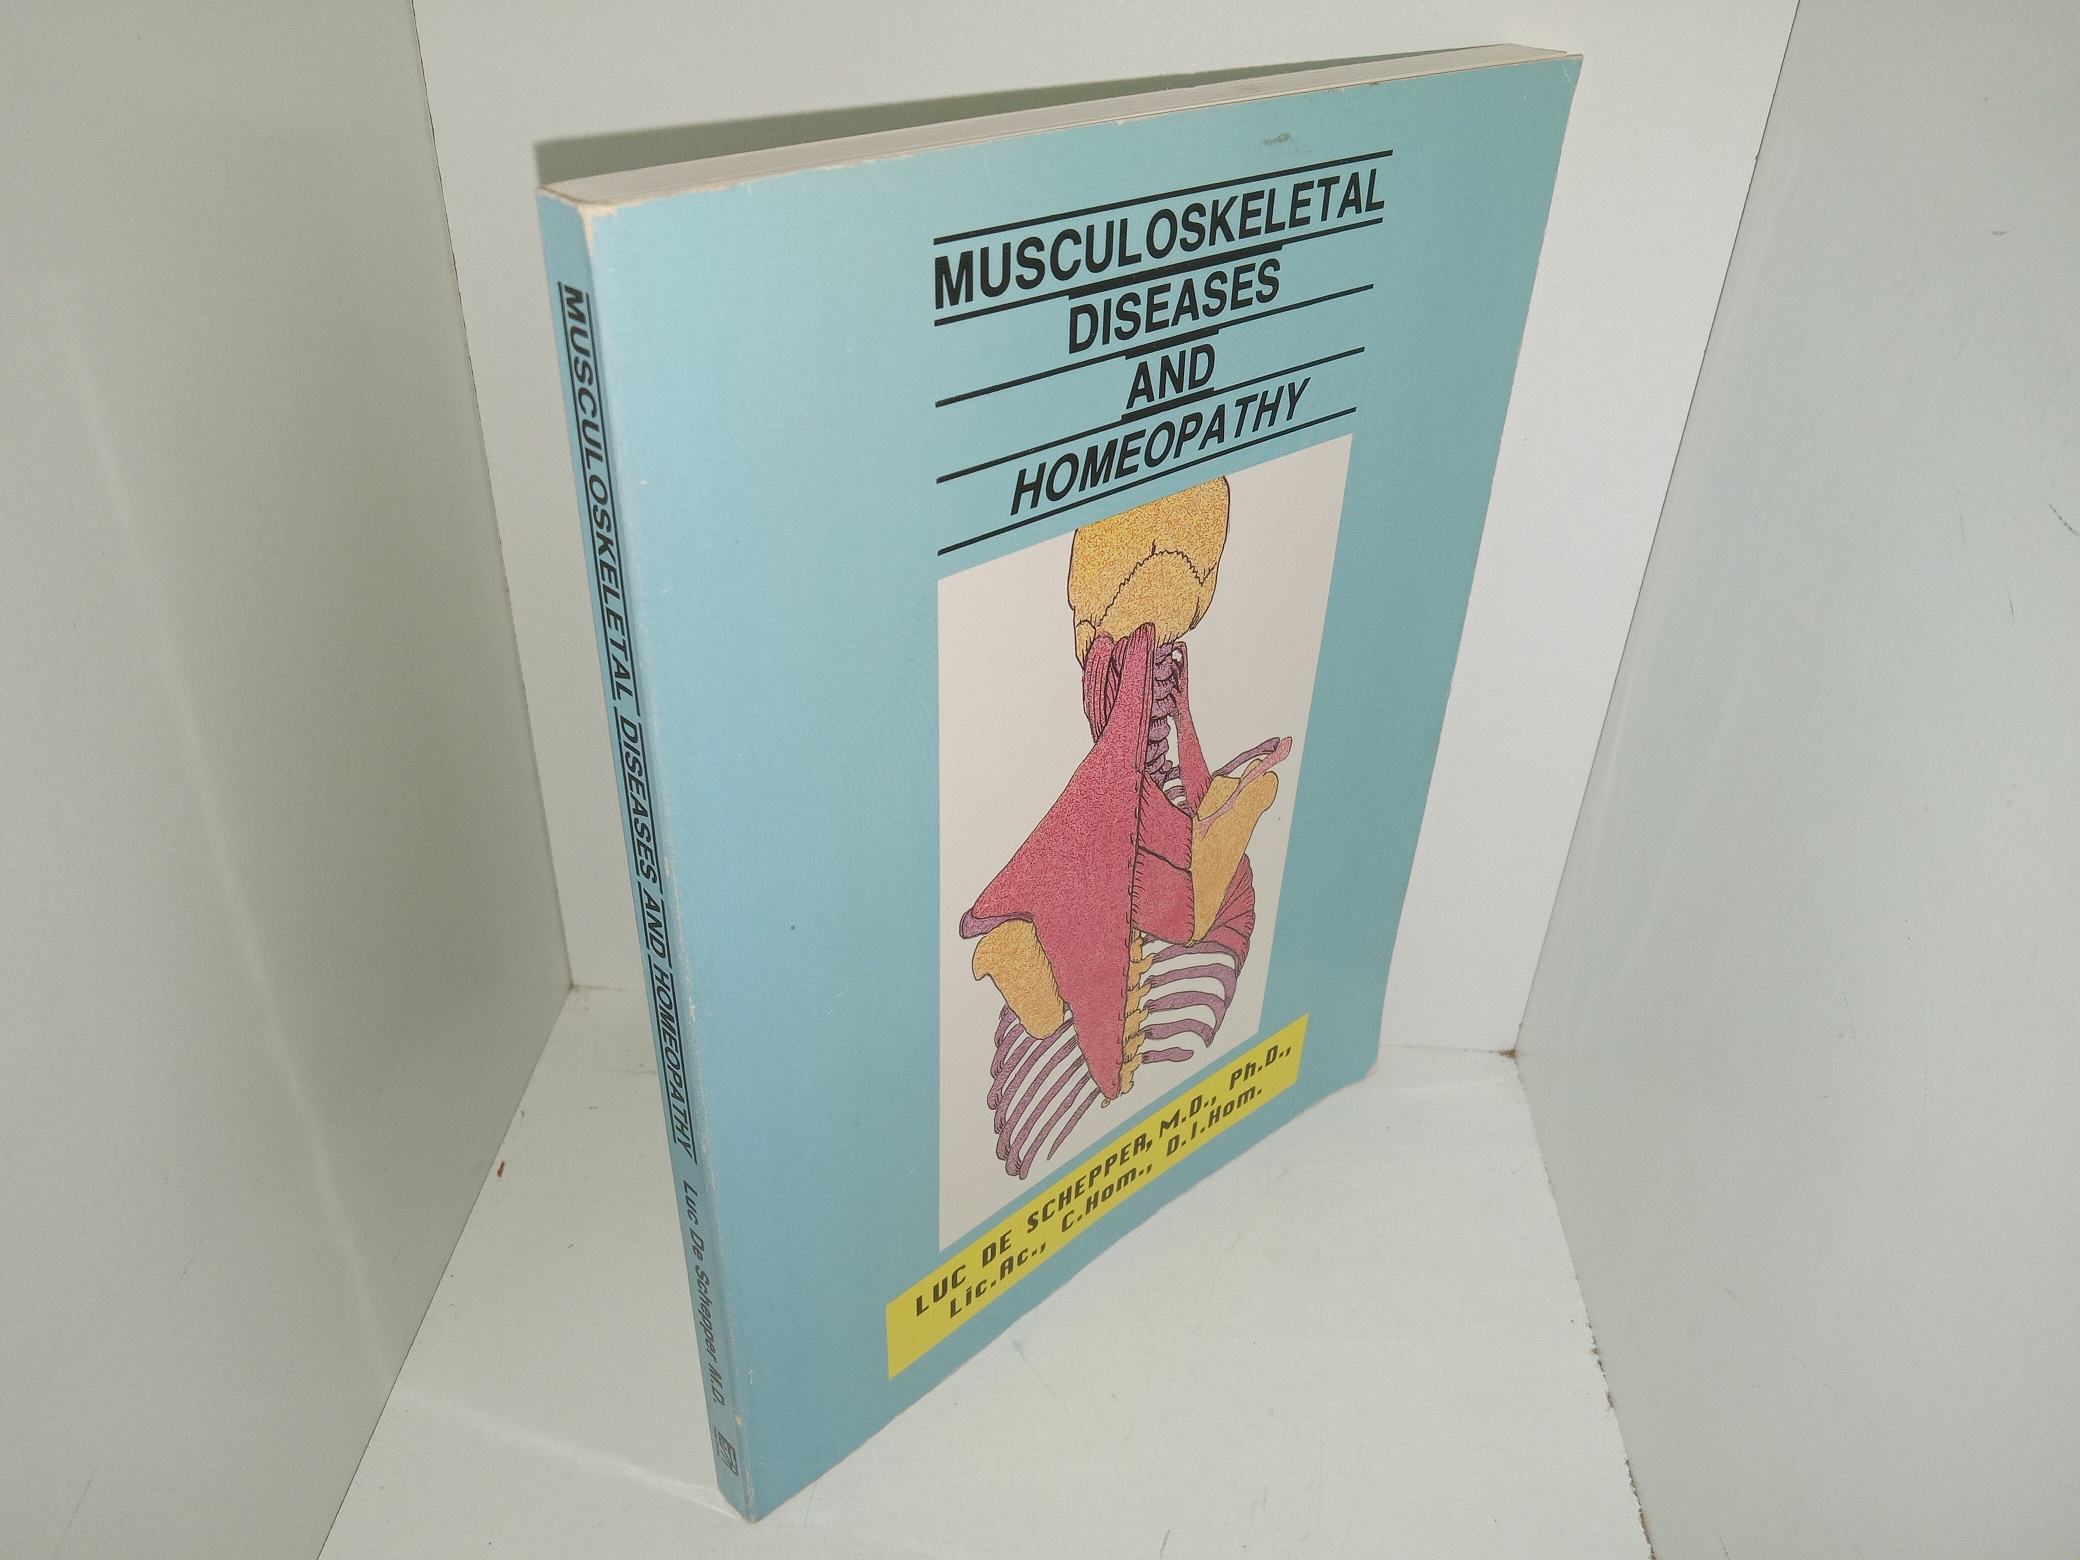 MUSCULOSKELETAL
DISEASES
AND
HOMEOPATHY
LUC DE SCHEPPER, M.D., Ph.D.,
Lic.Ac., C.Hom., D.I.Hom.
MUSCULOSKELETAL DISEASES AND HOMEOPATHY Luc De Schepper M.D.